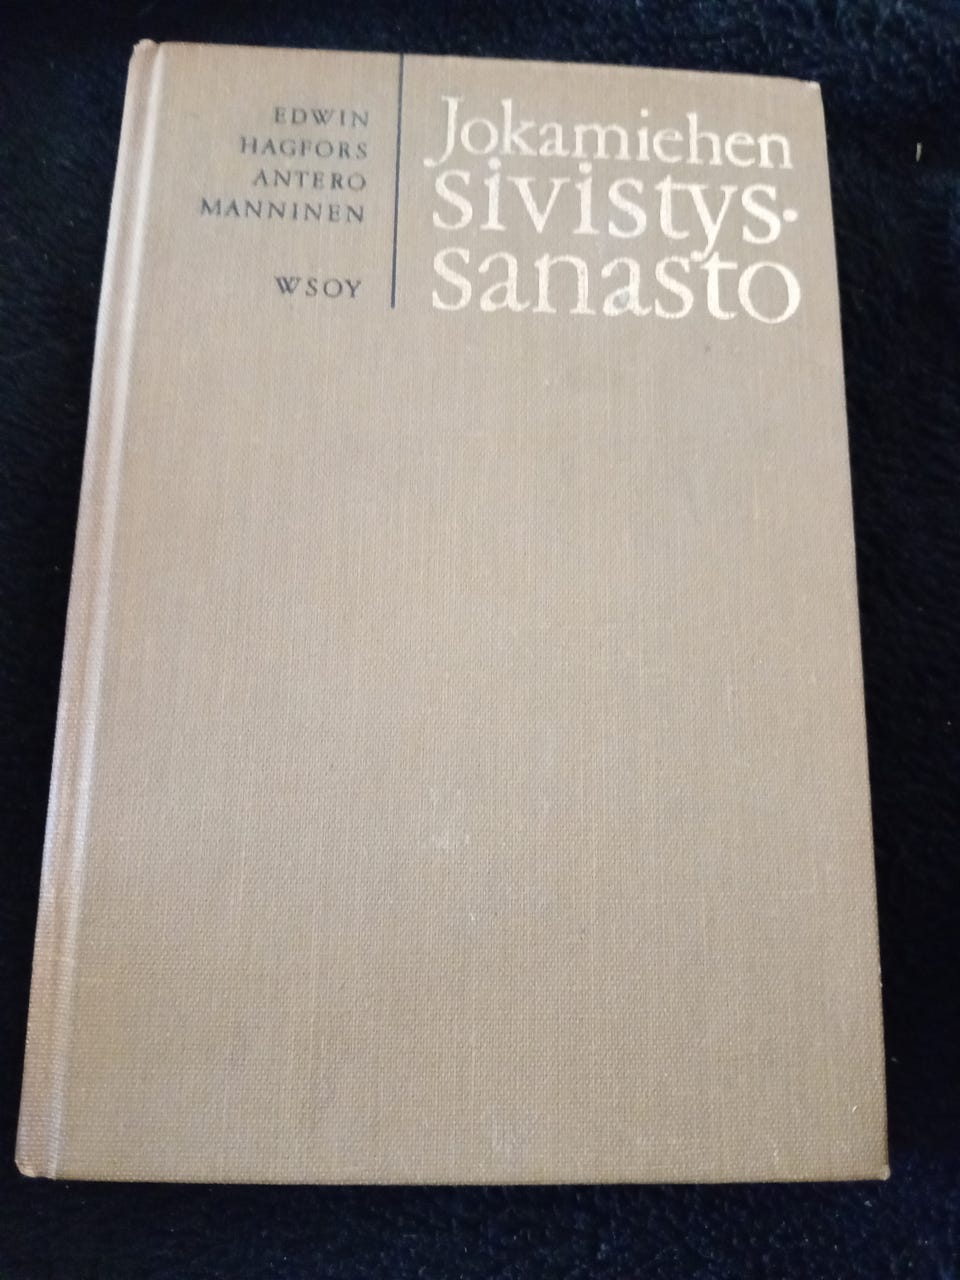 EDWIN
HAGFORS
ANTERO
MANNINEN
WSOY
Jokamiehen
sivistys-
sanasto